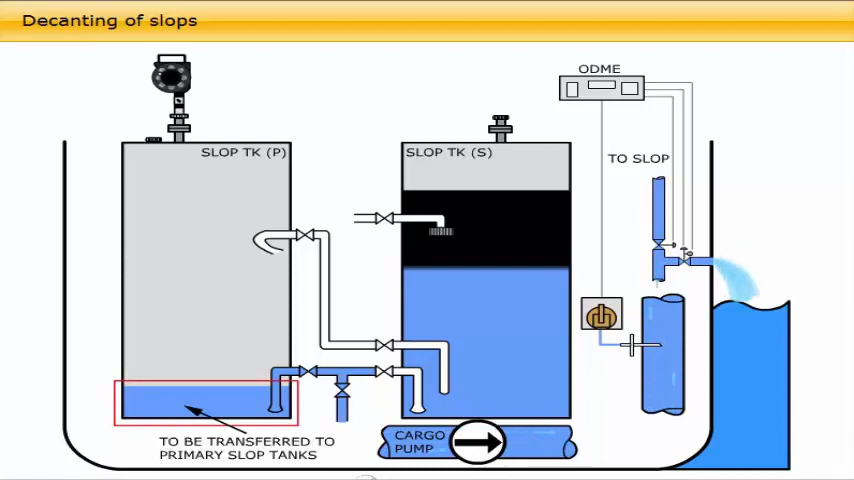 Decanting of slops
ODME
SLOP TK (P)
SLOP TK (S)
TO SLOP
TO BE TRANSFERRED TO
PRIMARY SLOP TANKS
CARGO
PUMP